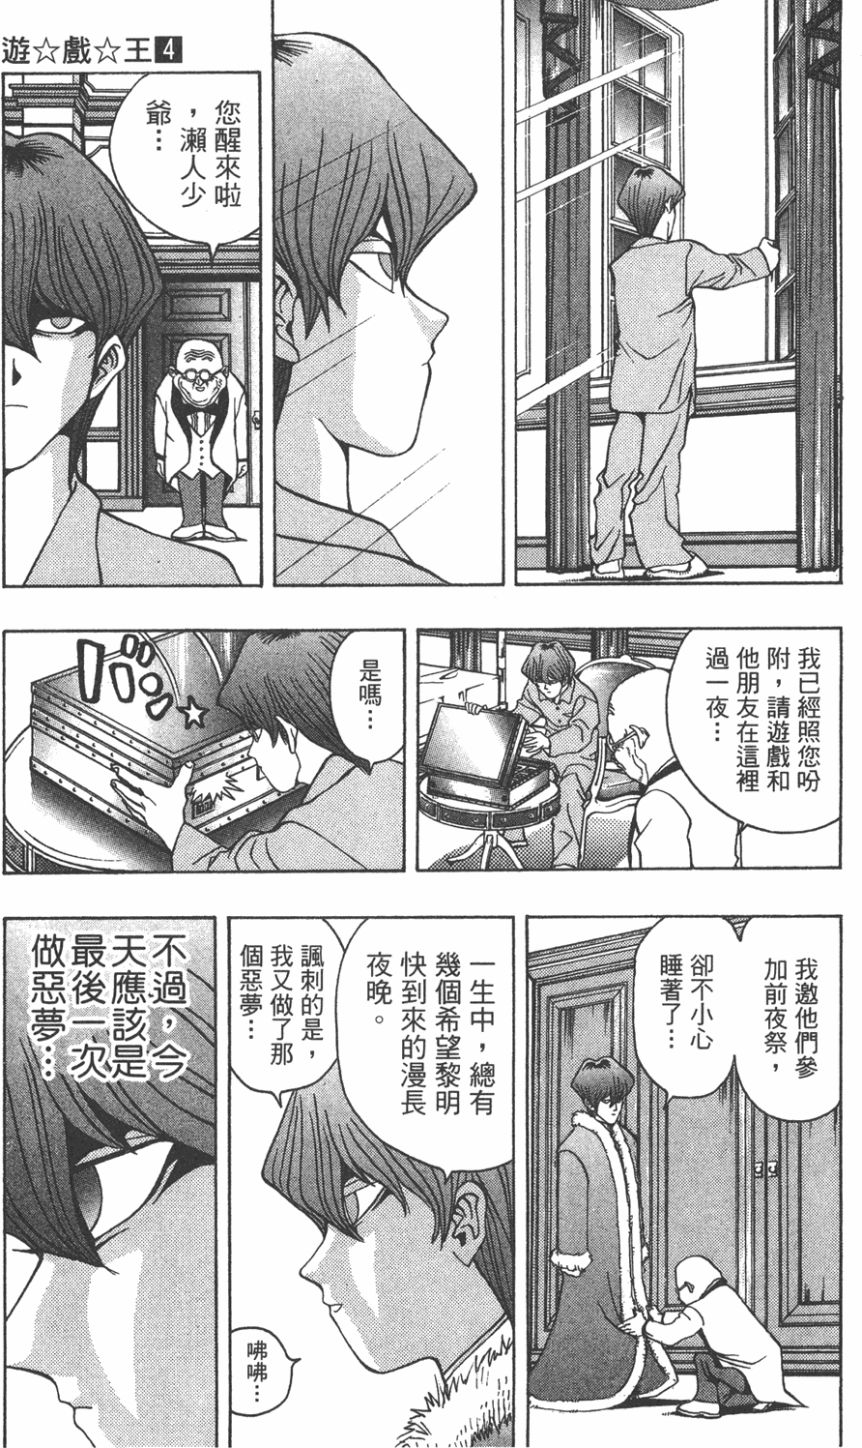 遊☆戲☆王4
您醒來啦
，瀨人少
爺…
我已經照您吩
附，請遊戲和
他朋友在這裡
過一夜…
是嗎…
我邀他們參
加前夜祭，
卻不小心
睡著了…
一生中，總有
幾個希望黎明
快到來的漫長
夜晚。
諷刺的是，
我又做了那
個惡夢…
咈咈…
不過，今
天應該是
最後一次
做惡夢…